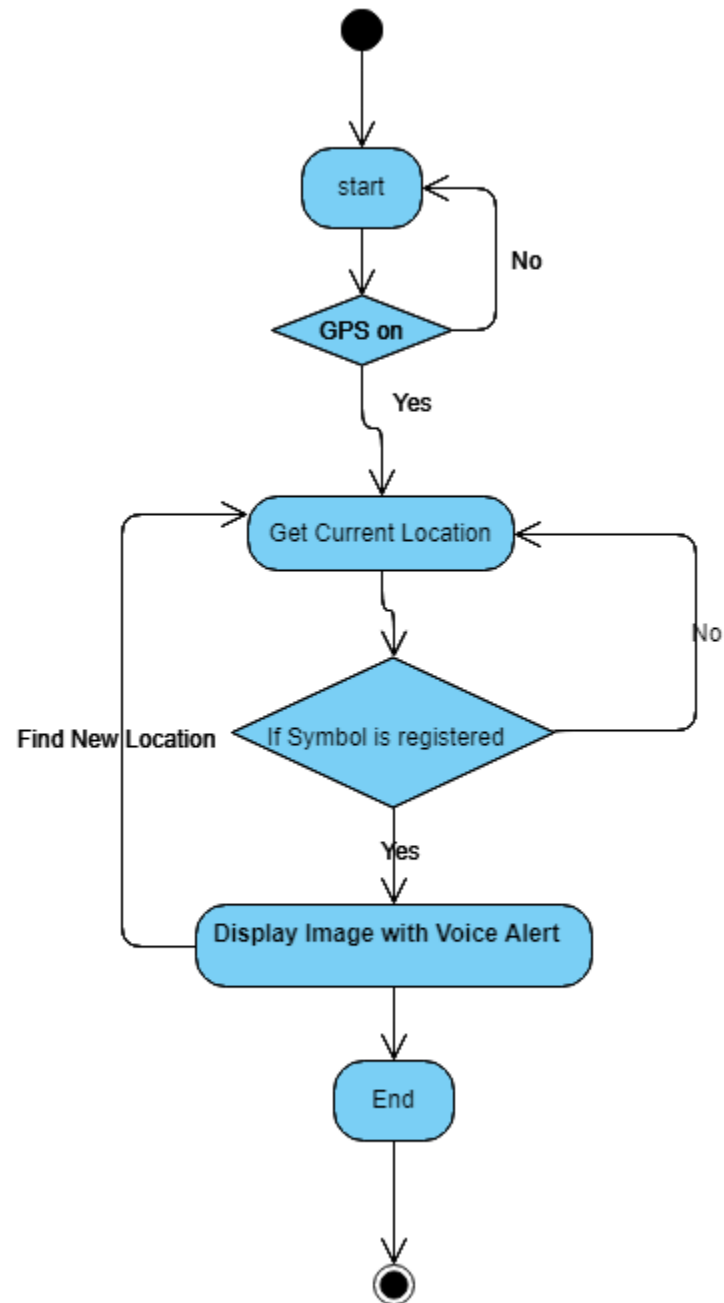 start
No
GPS on
Yes
Get Current Location
No
If Symbol is registered
Find New Location
Yes
Display Image with Voice Alert
End